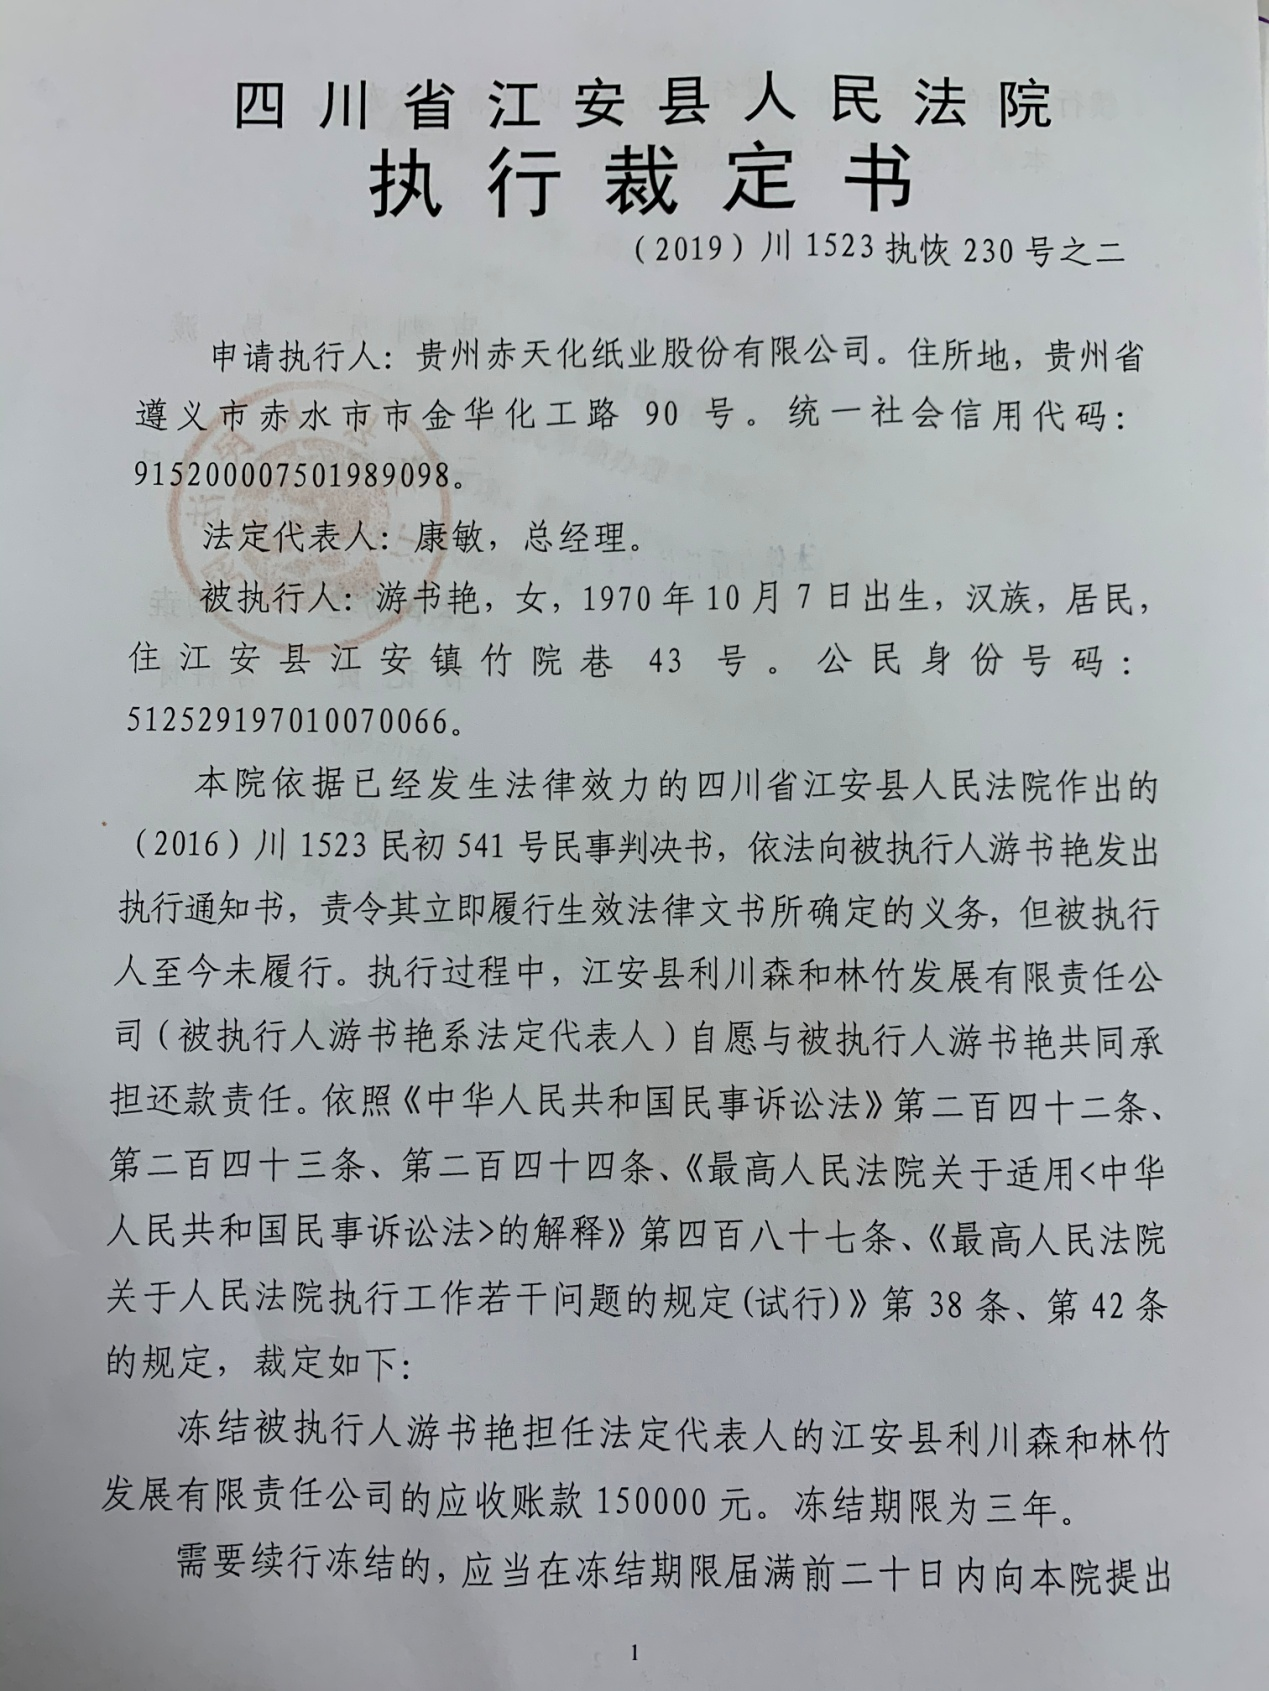 四川省江安县人民法院
执行裁定书
（2019）川1523执恢230号之二
申请执行人：贵州赤天化纸业股份有限公司。住所地，贵州省
遵义市赤水市市金华化工路90号。统一社会信用代码：
915200007501989098。
法定代表人：康敏，总经理。
被执行人：游书艳，女，1970年10月7日出生，汉族，居民，
住江安县江安镇竹院巷43号。公民身份号码：
512529197010070066。
本院依据已经发生法律效力的四川省江安县人民法院作出的
（2016）川1523民初541号民事判决书，依法向被执行人游书艳发出
执行通知书，责令其立即履行生效法律文书所确定的义务，但被执行
人至今未履行。执行过程中，江安县利川森和林竹发展有限责任公
司（被执行人游书艳系法定代表人）自愿与被执行人游书艳共同承
担还款责任。依照《中华人民共和国民事诉讼法》第二百四十二条、
第二百四十三条、第二百四十四条、《最高人民法院关于适用<中华
人民共和国民事诉讼法>的解释》第四百八十七条、《最高人民法院
关于人民法院执行工作若干问题的规定(试行)》第38条、第42条
的规定，裁定如下：
冻结被执行人游书艳担任法定代表人的江安县利川森和林竹
发展有限责任公司的应收账款150000元。冻结期限为三年。
需要续行冻结的，应当在冻结期限届满前二十日内向本院提出
1